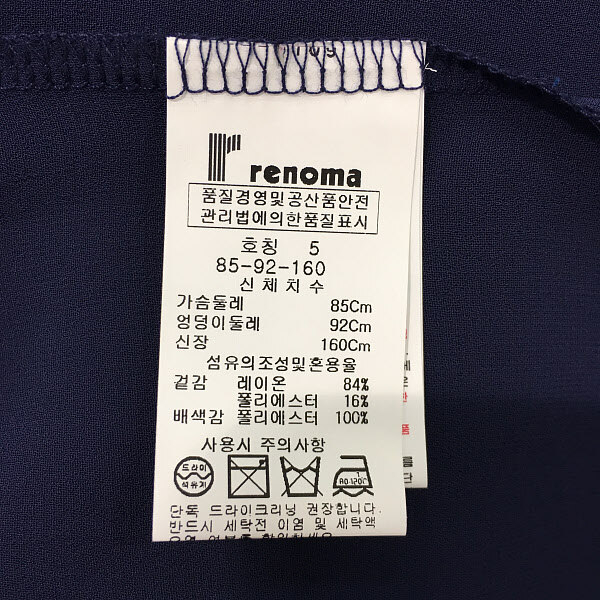 renoma
품질경영및공산품안전
관리법에의한품질표시
호칭 5
85-92-160
신체치수
가슴둘레 85Cm
엉덩이둘레 92Cm
신장 160Cm
섬유의조성및혼용율
겉감 레이온 84%
폴리에스터 16%
배색감 폴리에스터 100%
사용시 주의사항
드라이
석유계
단독 드라이크리닝 권장합니다.
반드시 세탁전 이염 및 세탁액